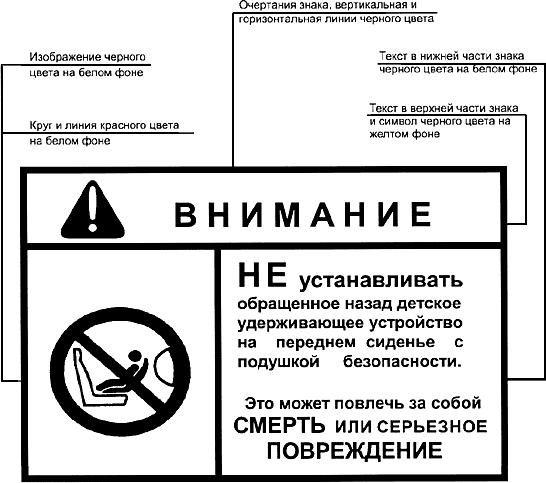 Очертания знака, вертикальная и
горизонтальная линии черного цвета
Изображение черного
цвета на белом фоне
Текст в нижней части знака
черного цвета на белом фоне
Круг и линия красного цвета
на белом фоне
Текст в верхней части знака
и символ черного цвета на
желтом фоне
ВНИМАНИЕ
НЕ устанавливать
обращенное назад детское
удерживающее устройство
на переднем сиденье с
подушкой безопасности.
Это может повлечь за собой
СМЕРТЬ ИЛИ СЕРЬЕЗНОЕ
ПОВРЕЖДЕНИЕ